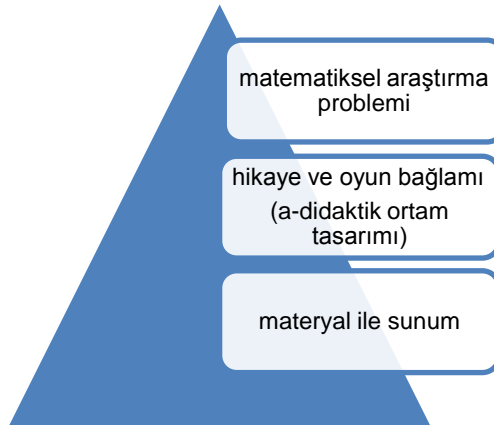 matematiksel araştırma
problemi
hikaye ve oyun bağlamı
(a-didaktik ortam
tasarımı)
materyal ile sunum